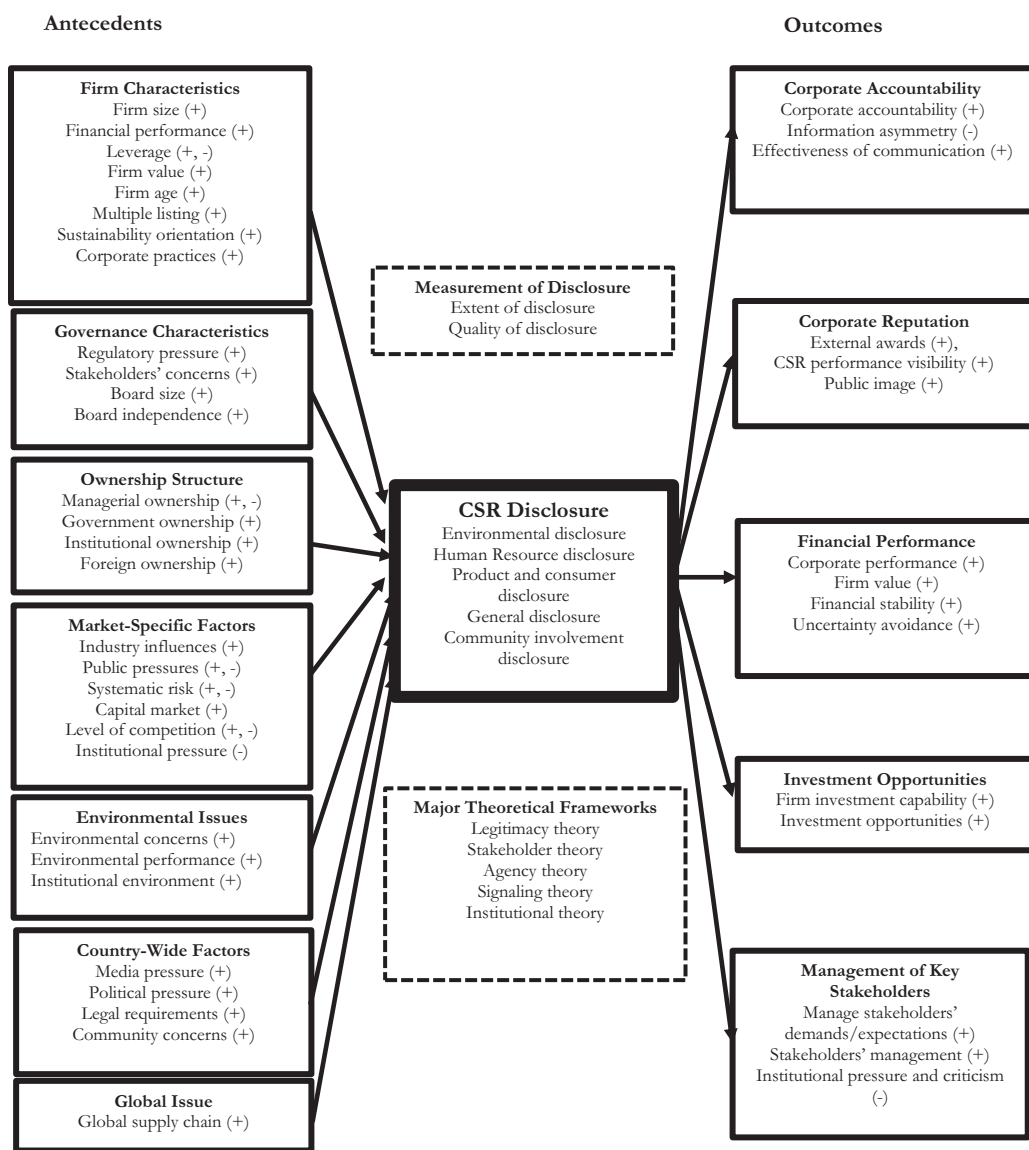 Antecedents
Firm Characteristics
Firm size (+)
Financial performance (+)
Leverage (+, -)
Firm value (+)
Firm age (+)
Multiple listing (+)
Sustainability orientation (+)
Corporate practices (+)
Governance Characteristics
Regulatory pressure (+)
Stakeholders’ concerns (+)
Board size (+)
Board independence (+)
Ownership Structure
Managerial ownership (+, -)
Government ownership (+)
Institutional ownership (+)
Foreign ownership (+)
Market-Specific Factors
Industry influences (+)
Public pressures (+, -)
Systematic risk (+, -)
Capital market (+)
Level of competition (+, -)
Institutional pressure (-)
Environmental Issues
Environmental concerns (+)
Environmental performance (+)
Institutional environment (+)
Country-Wide Factors
Media pressure (+)
Political pressure (+)
Legal requirements (+)
Community concerns (+)
Global Issue
Global supply chain (+)
Measurement of Disclosure
Extent of disclosure
Quality of disclosure
CSR Disclosure
Environmental disclosure
Human Resource disclosure
Product and consumer
disclosure
General disclosure
Community involvement
disclosure
Major Theoretical Frameworks
Legitimacy theory
Stakeholder theory
Agency theory
Signaling theory
Institutional theory
Outcomes
Corporate Accountability
Corporate accountability (+)
Information asymmetry (-)
Effectiveness of communication (+)
Corporate Reputation
External awards (+),
CSR performance visibility (+)
Public image (+)
Financial Performance
Corporate performance (+)
Firm value (+)
Financial stability (+)
Uncertainty avoidance (+)
Investment Opportunities
Firm investment capability (+)
Investment opportunities (+)
Management of Key
Stakeholders
Manage stakeholders’
demands/expectations (+)
Stakeholders’ management (+)
Institutional pressure and criticism
(-)